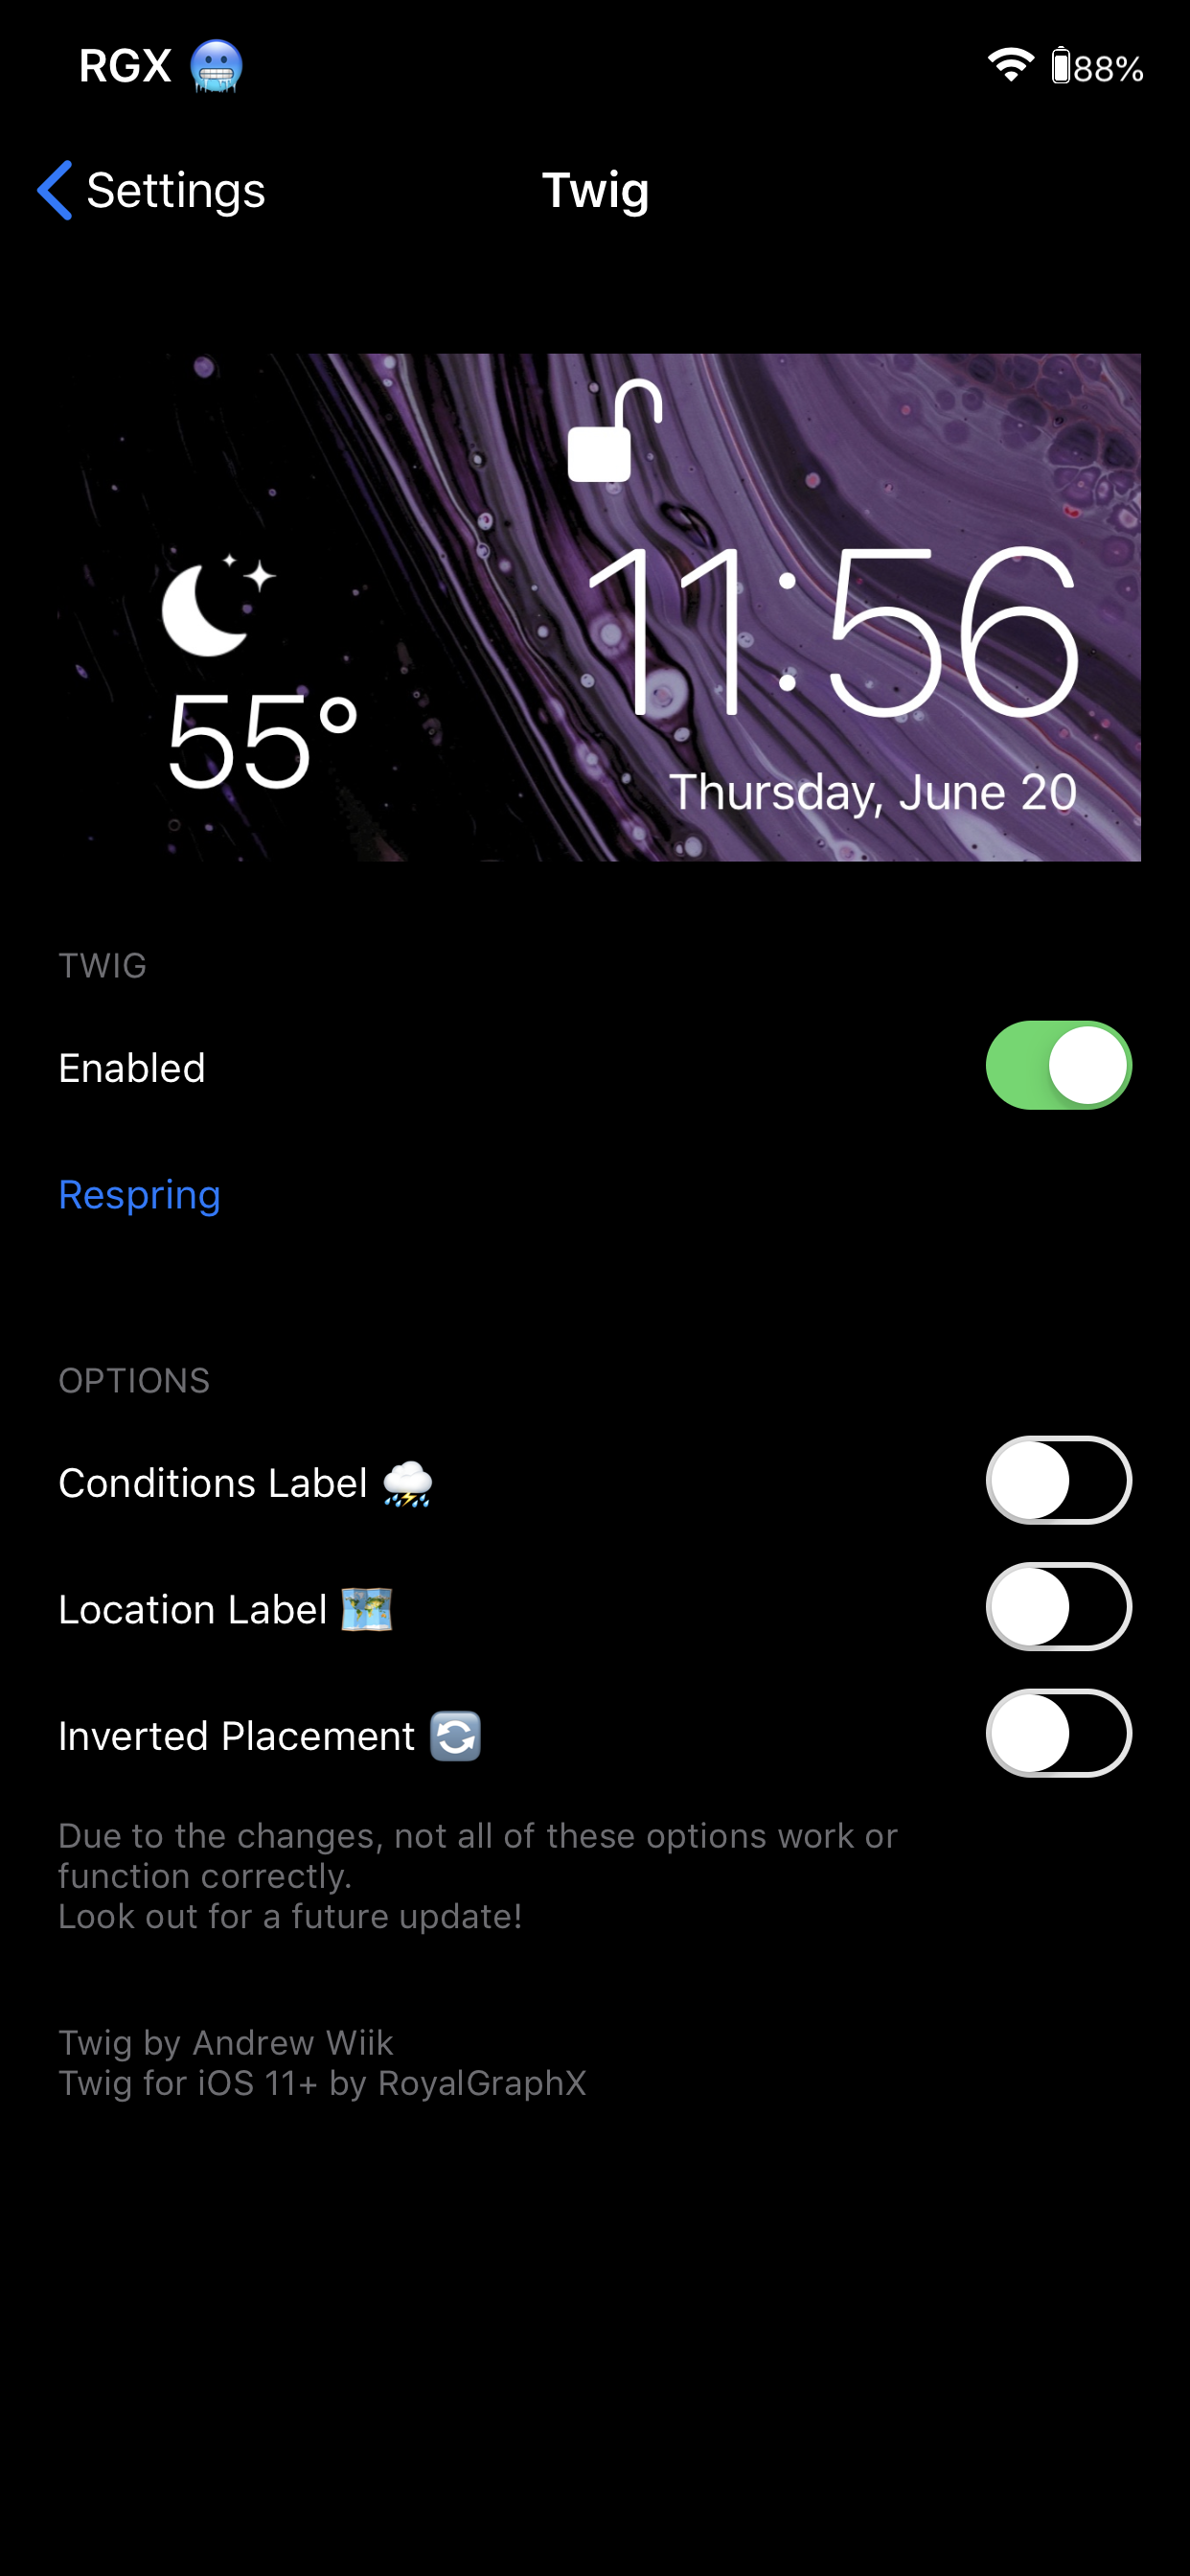 RGX 🥶 88%
Settings Twig
11:56
55°
Thursday, June 20
TWIG
Enabled
Respring
OPTIONS
Conditions Label ⛈️
Location Label 🗺️
Inverted Placement 🔄
Due to the changes, not all of these options work or
function correctly.
Look out for a future update!
Twig by Andrew Wiik
Twig for iOS 11+ by RoyalGraphX